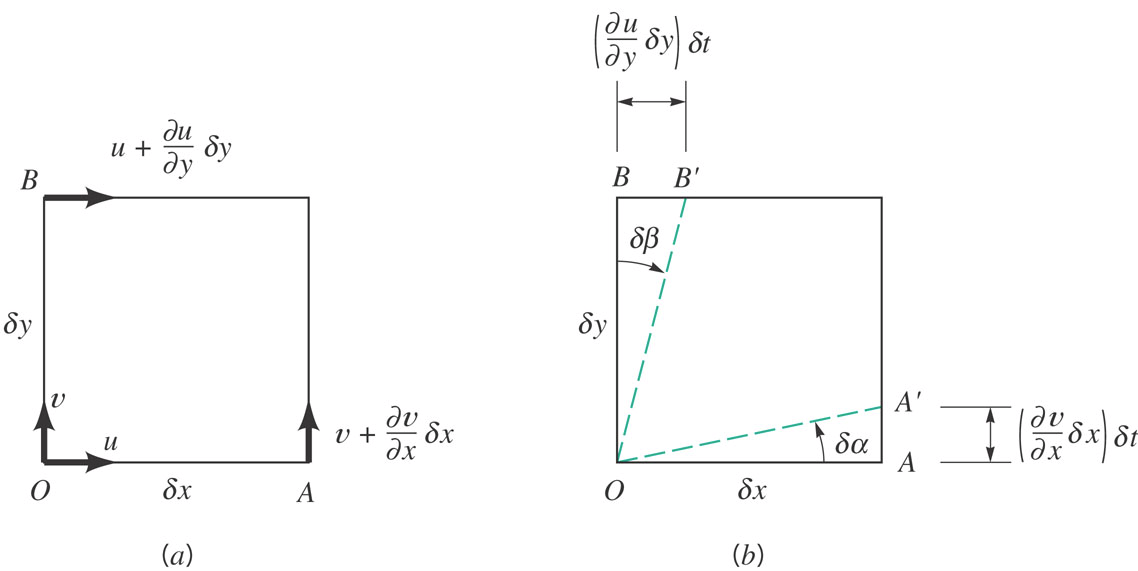 u + ∂u/∂y δy
B
δy
v
u
v + ∂v/∂x δx
O
δx
A
(a)
(∂u/∂y δy) δt
B
B′
δβ
δy
A′
(∂v/∂x δx) δt
δα
A
O
δx
(b)